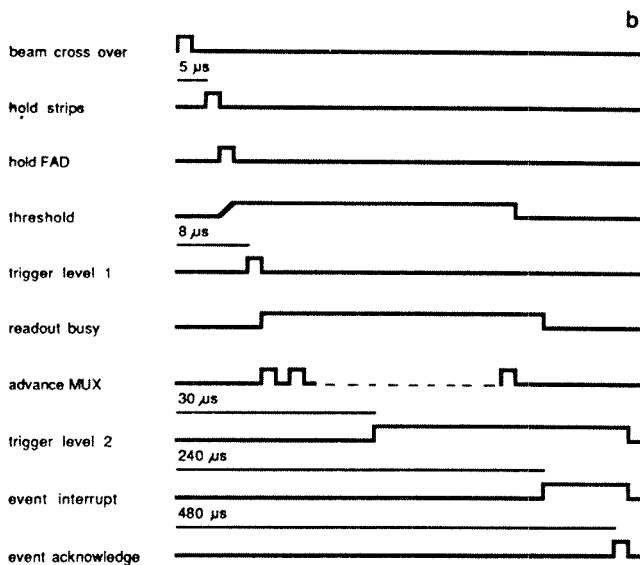 b
beam cross over
5 µs
hold strips
hold FAD
threshold
8 µs
trigger level 1
readout busy
advance MUX
30 µs
trigger level 2
240 µs
event interrupt
480 µs
event acknowledge